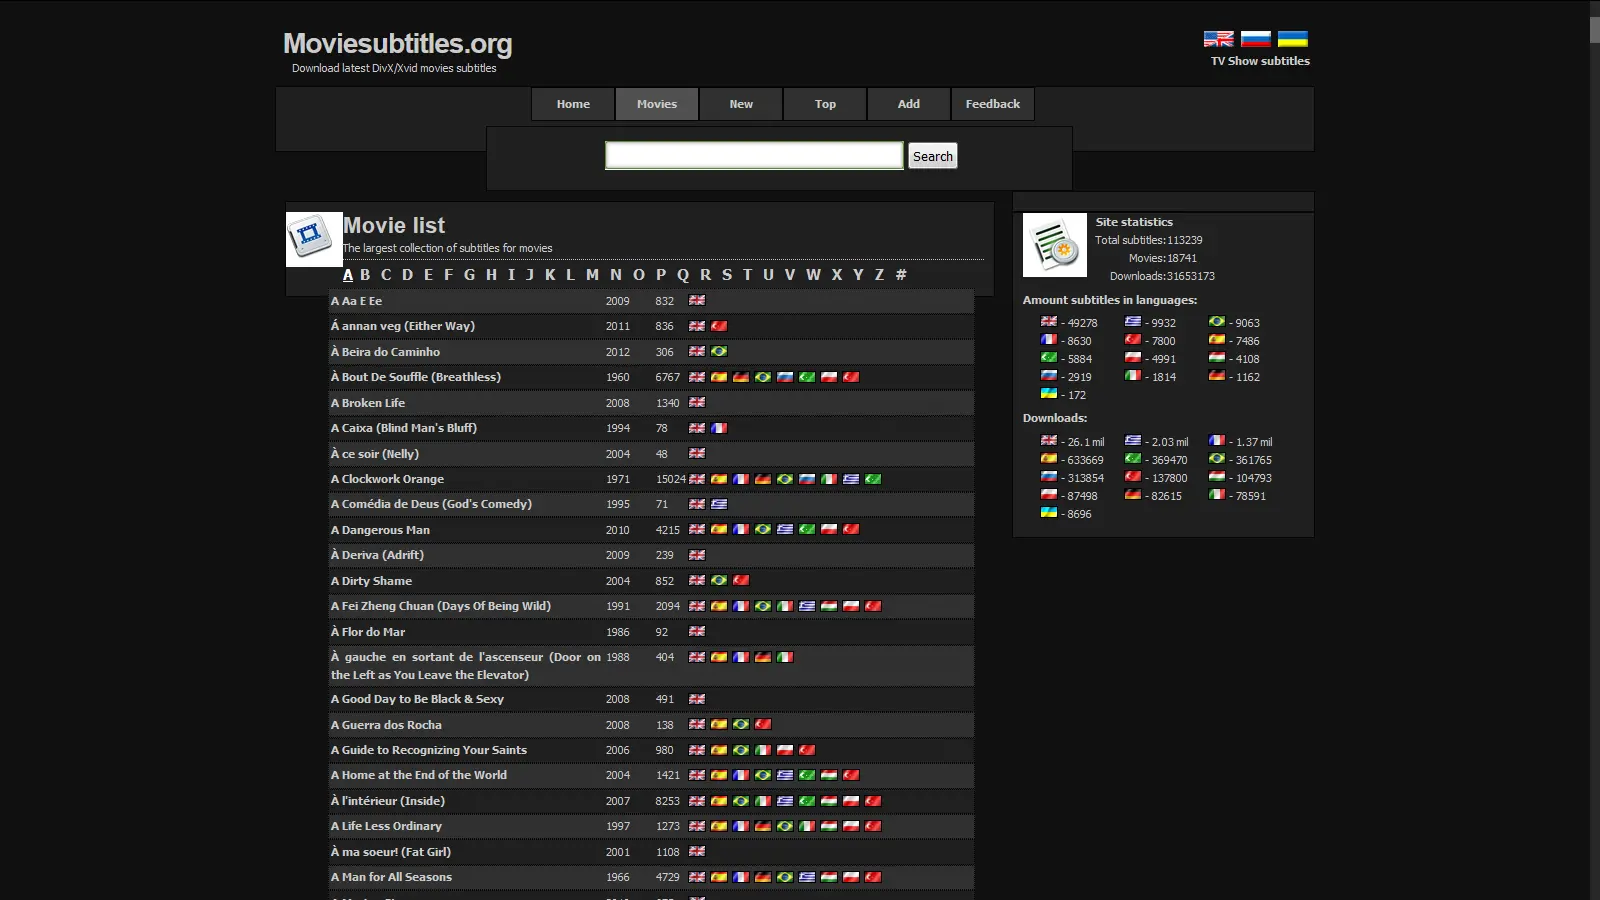 Moviesubtitles.org
Download latest DivX/Xvid movies subtitles
TV Show subtitles
Home Movies New Top Add Feedback
Search
Movie list
The largest collection of subtitles for movies
A B C D E F G H I J K L M N O P Q R S T U V W X Y Z #
A Aa E Ee 2009 832
Á annan veg (Either Way) 2011 836
À Beira do Caminho 2012 306
À Bout De Souffle (Breathless) 1960 6767
A Broken Life 2008 1340
A Caixa (Blind Man's Bluff) 1994 78
À ce soir (Nelly) 2004 48
A Clockwork Orange 1971 15024
A Comédia de Deus (God's Comedy) 1995 71
A Dangerous Man 2010 4215
À Deriva (Adrift) 2009 239
A Dirty Shame 2004 852
A Fei Zheng Chuan (Days Of Being Wild) 1991 2094
À Flor do Mar 1986 92
À gauche en sortant de l'ascenseur (Door on 1988 404
the Left as You Leave the Elevator)
A Good Day to Be Black & Sexy 2008 491
A Guerra dos Rocha 2008 138
A Guide to Recognizing Your Saints 2006 980
A Home at the End of the World 2004 1421
À l'intérieur (Inside) 2007 8253
A Life Less Ordinary 1997 1273
À ma soeur! (Fat Girl) 2001 1108
A Man for All Seasons 1966 4729
Site statistics
Total subtitles:113239
Movies:18741
Downloads:31653173
Amount subtitles in languages:
- 49278 - 9932 - 9063
- 8630 - 7800 - 7486
- 5884 - 4991 - 4108
- 2919 - 1814 - 1162
- 172
Downloads:
- 26.1 mil - 2.03 mil - 1.37 mil
- 633669 - 369470 - 361765
- 313854 - 137800 - 104793
- 87498 - 82615 - 78591
- 8696